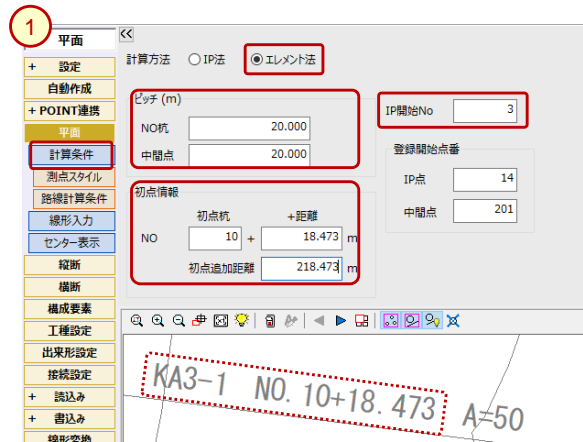 1
平面
+ 設定
自動作成
+ POINT連携
平面
計算条件
測点スタイル
路線計算条件
線形入力
センター表示
縦断
横断
構成要素
工種設定
出来形設定
接続設定
+ 読込み
+ 書込み
線形変換
<<
計算方法 IP法 エレメント法
ピッチ (m)
NO杭 20.000
中間点 20.000
初点情報
初点杭 +距離
NO 10 + 18.473 m
初点追加距離 218.473 m
IP開始No 3
登録開始点番
IP点 14
中間点 201
KA3-1 NO. 10+18. 473 A=50